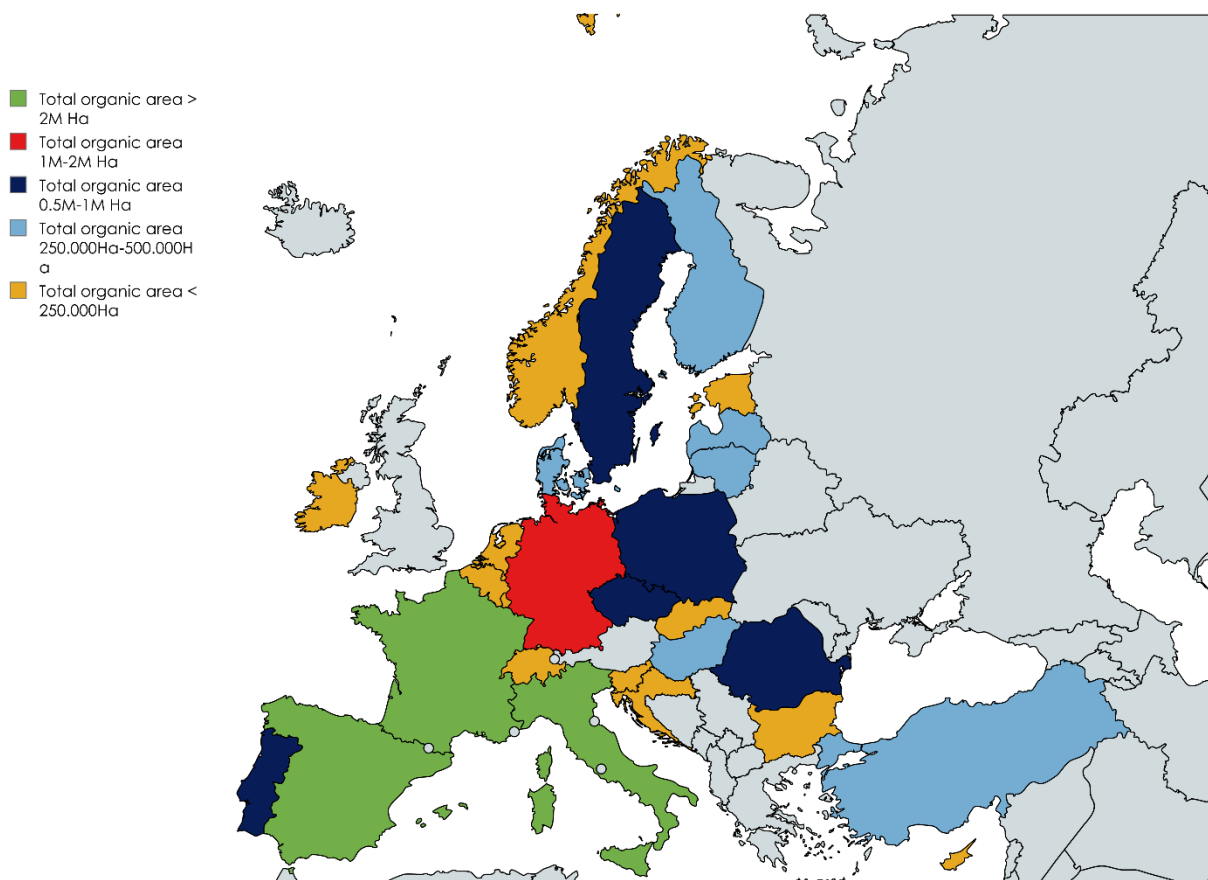 Total organic area >
2M Ha
Total organic area
1M-2M Ha
Total organic area
0.5M-1M Ha
Total organic area
250.000Ha-500.000H
a
Total organic area <
250.000Ha